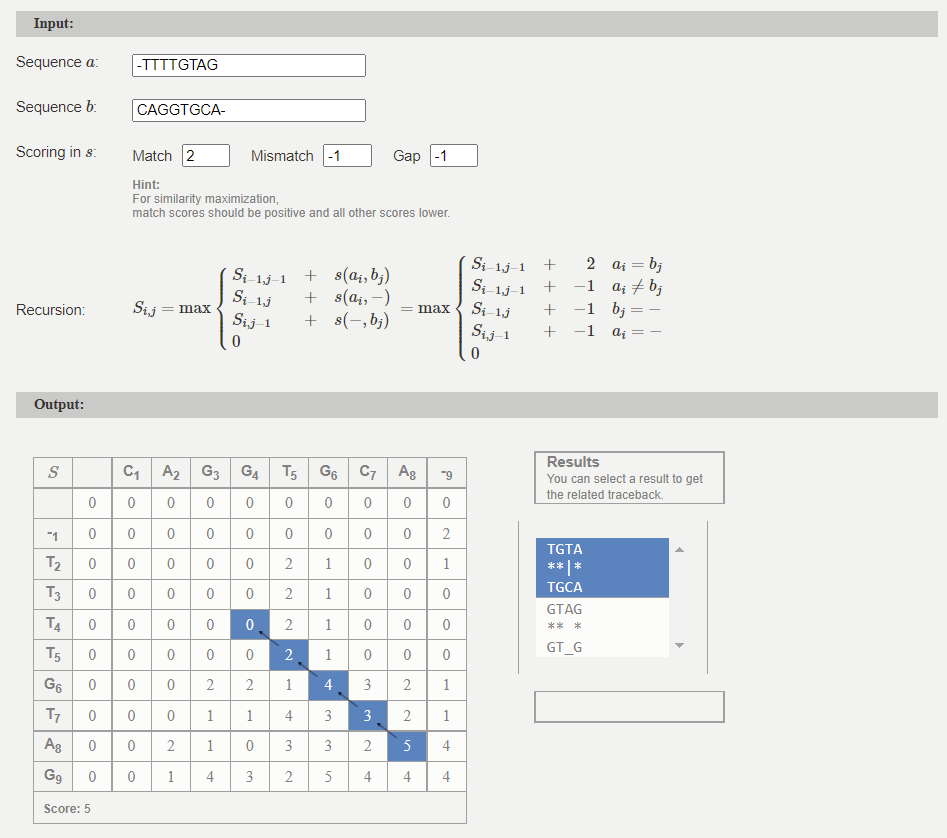 Input:
Sequence a: -TTTTGTAG
Sequence b: CAGGTGCA-
Scoring in s: Match 2 Mismatch -1 Gap -1
Hint:
For similarity maximization,
match scores should be positive and all other scores lower.
Recursion: S_{i,j} = max { S_{i-1,j-1} + s(a_i, b_j) ; S_{i-1,j} + s(a_i, -) ; S_{i,j-1} + s(-, b_j) ; 0 = max { S_{i-1,j-1} + 2 a_i = b_j ; S_{i-1,j-1} + -1 a_i ≠ b_j ; S_{i-1,j} + -1 b_j = - ; S_{i,j-1} + -1 a_i = - ; 0
Output:
S C1 A2 G3 G4 T5 G6 C7 A8 -9
0 0 0 0 0 0 0 0 0 0
-1 0 0 0 0 0 0 0 0 0 2
T2 0 0 0 0 0 2 1 0 0 1
T3 0 0 0 0 0 2 1 0 0 0
T4 0 0 0 0 0 2 1 0 0 0
T5 0 0 0 0 0 2 1 0 0 0
G6 0 0 0 2 2 1 4 3 2 1
T7 0 0 0 1 1 4 3 3 2 1
A8 0 0 2 1 0 3 3 2 5 4
G9 0 0 1 4 3 2 5 4 4 4
Score: 5
Results
You can select a result to get
the related traceback.
TGTA
**|*
TGCA
GTAG
** *
GT_G